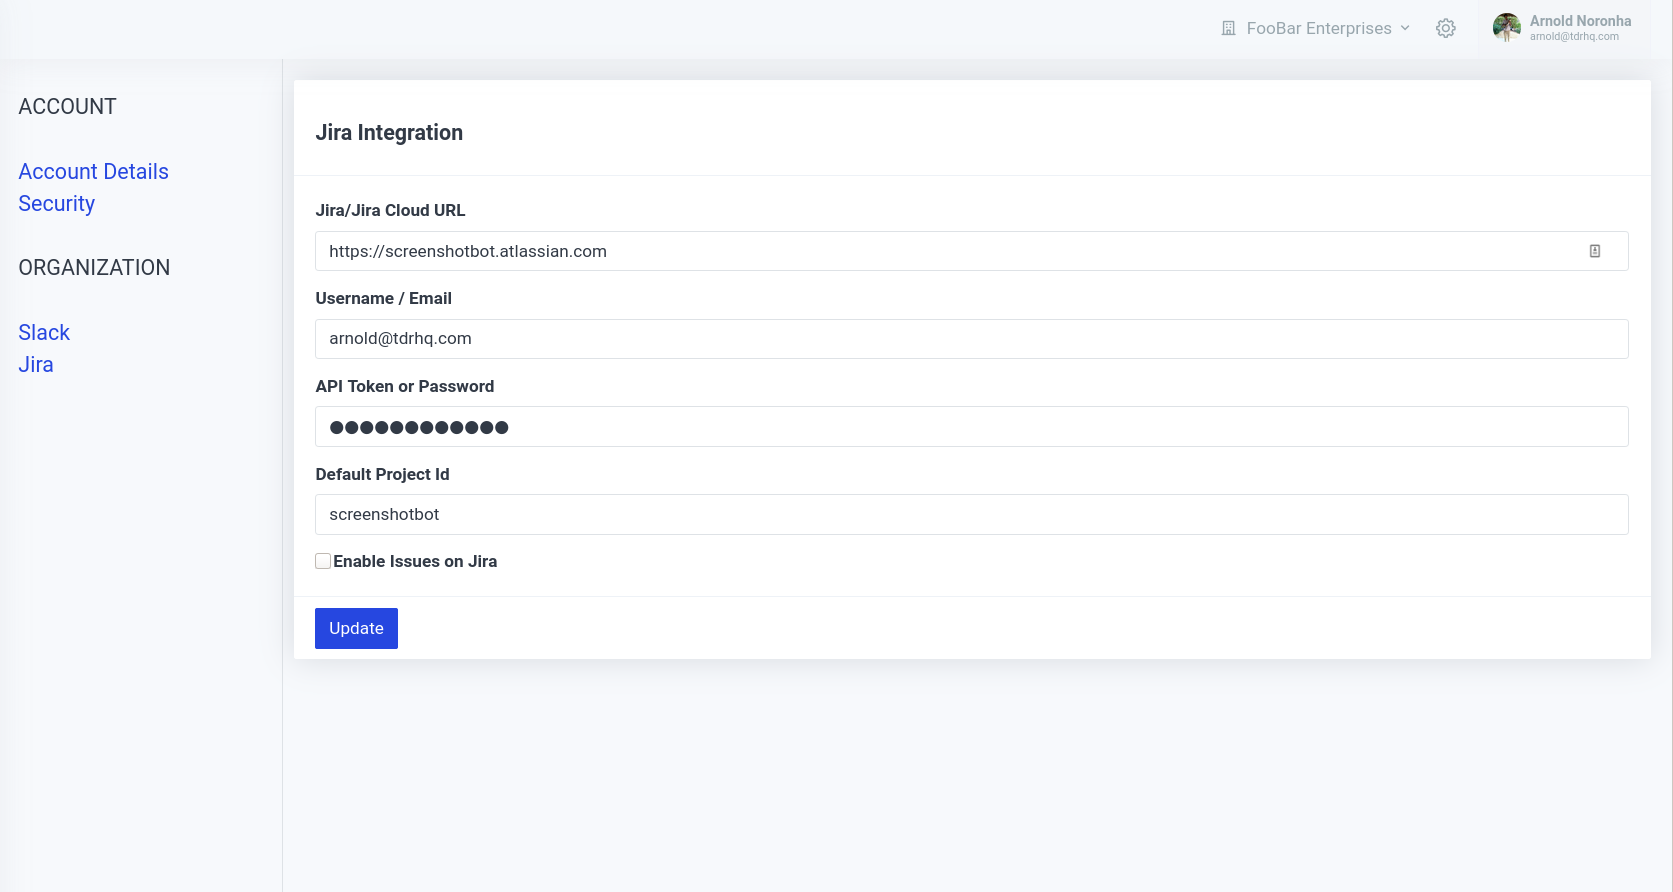 FooBar Enterprises
Arnold Noronha
arnold@tdrhq.com
ACCOUNT
Account Details
Security
ORGANIZATION
Slack
Jira
Jira Integration
Jira/Jira Cloud URL
https://screenshotbot.atlassian.com
Username / Email
arnold@tdrhq.com
API Token or Password
●●●●●●●●●●●●
Default Project Id
screenshotbot
Enable Issues on Jira
Update